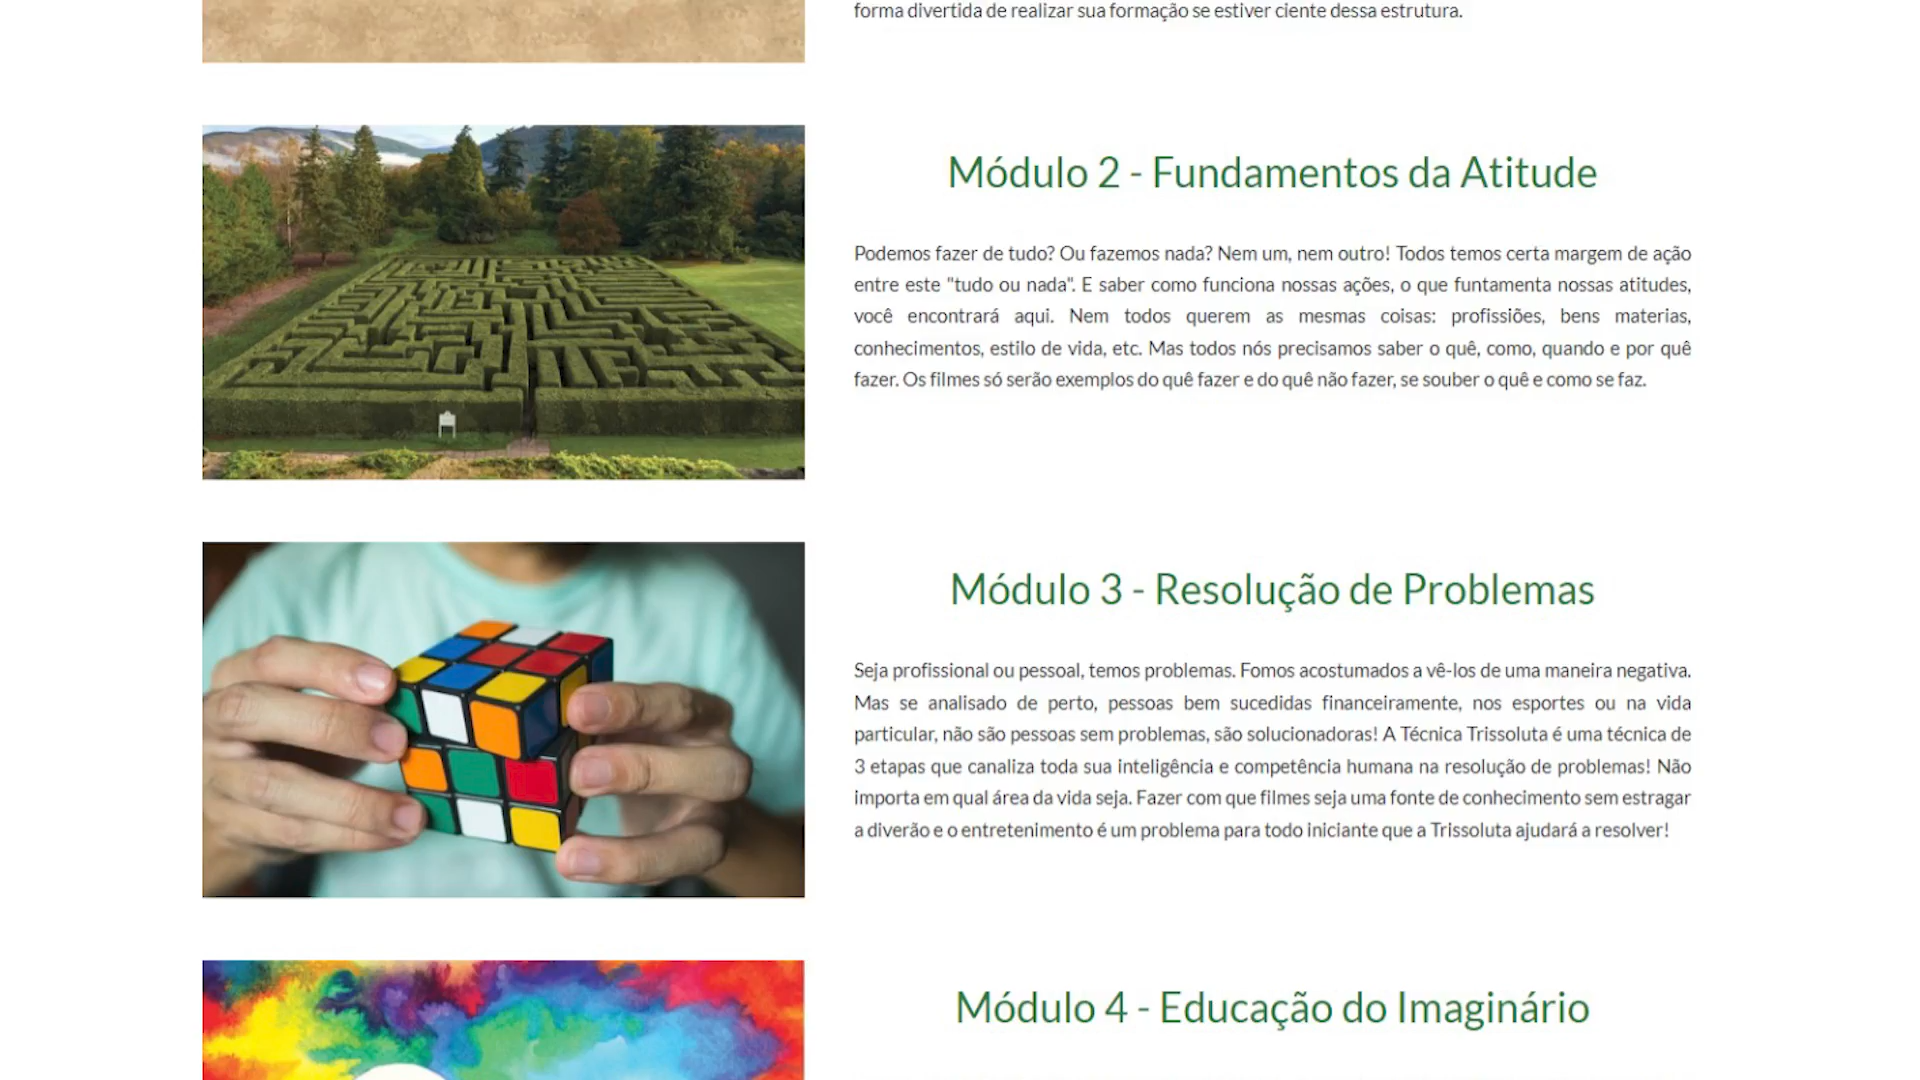 forma divertida de realizar sua formação se estiver ciente dessa estrutura.
Módulo 2 - Fundamentos da Atitude
Podemos fazer de tudo? Ou fazemos nada? Nem um, nem outro! Todos temos certa margem de ação
entre este "tudo ou nada". E saber como funciona nossas ações, o que funtamenta nossas atitudes,
você encontrará aqui. Nem todos querem as mesmas coisas: profissiões, bens materias,
conhecimentos, estilo de vida, etc. Mas todos nós precisamos saber o quê, como, quando e por quê
fazer. Os filmes só serão exemplos do quê fazer e do quê não fazer, se souber o quê e como se faz.
Módulo 3 - Resolução de Problemas
Seja profissional ou pessoal, temos problemas. Fomos acostumados a vê-los de uma maneira negativa.
Mas se analisado de perto, pessoas bem sucedidas financeiramente, nos esportes ou na vida
particular, não são pessoas sem problemas, são solucionadoras! A Técnica Trissoluta é uma técnica de
3 etapas que canaliza toda sua inteligência e competência humana na resolução de problemas! Não
importa em qual área da vida seja. Fazer com que filmes seja uma fonte de conhecimento sem estragar
a diverão e o entretenimento é um problema para todo iniciante que a Trissoluta ajudará a resolver!
Módulo 4 - Educação do Imaginário